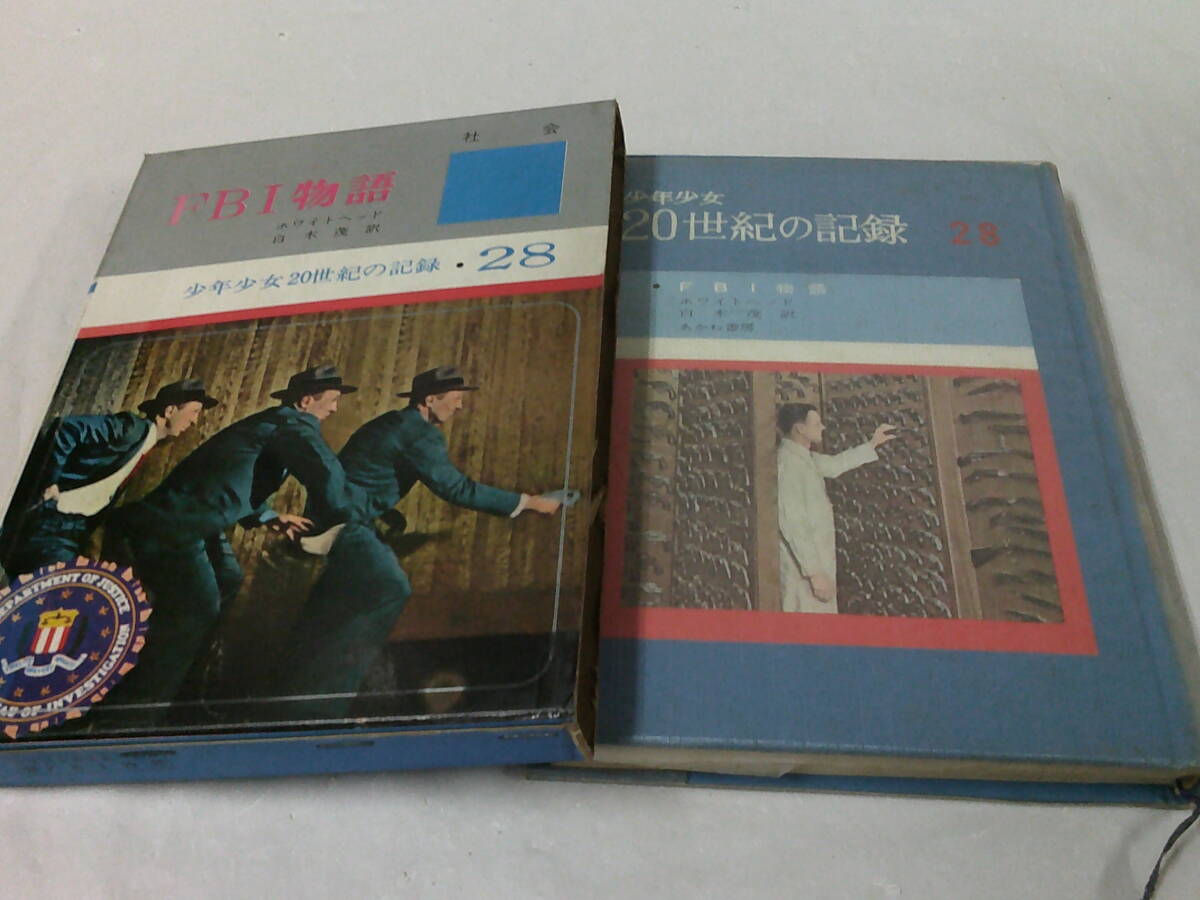 社 会
FBI物語
ホワイトヘッド
白木茂訳
少年少女20世紀の記録・28
DEPARTMENT OF JUSTICE
OF INVESTIGATION
少年少女
20世紀の記録 28
・FBI物語
ホワイトヘッド
白木茂訳
あかね書房